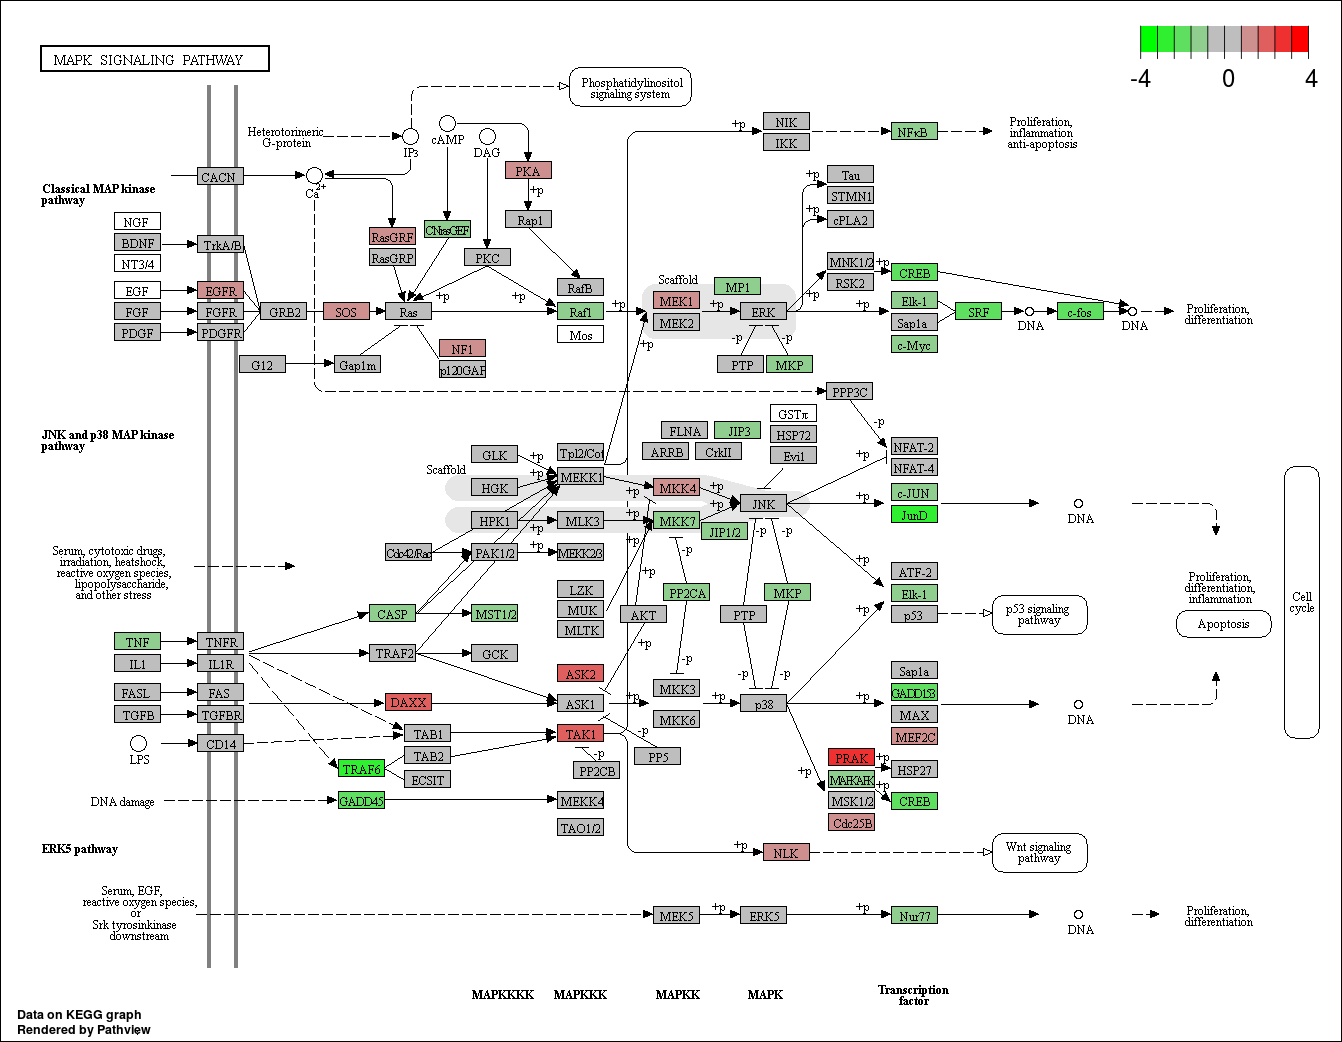 MAPK SIGNALING PATHWAY
-4
0
4
Phosphatidylinositol
signaling system
Heterotorimeric
G-protein
IP3
cAMP
DAG
+p
NIK
IKK
NFκB
Proliferation,
inflammation
anti-apoptosis
Classical MAP kinase
pathway
CACN
Ca2+
PKA
+p
Rap1
Tau
STMN1
cPLA2
+p
+p
NGF
BDNF
NT3/4
EGF
FGF
PDGF
TrkA/B
EGFR
FGFR
PDGFR
GRB2
SOS
G12
Gap1m
RasGRF
RasGRP
CNrasGEF
PKC
Ras
+p
+p
NF1
p120GAP
RafB
Raf1
Mos
+p
+p
Scaffold
MEK1
MEK2
+p
MP1
ERK
-p
-p
PTP
MKP
+p
+p
MNK1/2
RSK2
+p
CREB
Elk-1
Sap1a
c-Myc
SRF
DNA
c-fos
DNA
Proliferation,
differentiation
PPP3C
-p
JNK and p38 MAP kinase
pathway
Scaffold
GLK
HGK
HPK1
PAK1/2
Cdc42/Rac
+p
+p
+p
+p
Tpl2/Cot
MEKK1
MLK3
MEKK2/3
LZK
MUK
MLTK
FLNA
JIP3
ARRB
CrkII
GSTπ
HSP72
Evi1
MKK4
MKK7
JIP1/2
+p
+p
+p
+p
+p
JNK
+p
+p
+p
NFAT-2
NFAT-4
c-JUN
JunD
DNA
Serum, cytotoxic drugs,
irradiation, heatshock,
reactive oxygen species,
lipopolysaccharide,
and other stress
CASP
MST1/2
TRAF2
GCK
AKT
+p
+p
-p
PP2CA
-p
-p
-p
PTP
MKP
-p
-p
+p
ATF-2
Elk-1
p53
p53 signaling
pathway
Proliferation,
differentiation,
inflammation
Apoptosis
Cell
cycle
TNF
IL1
FASL
TGFB
LPS
TNFR
IL1R
FAS
TGFBR
CD14
DAXX
TAB1
TAB2
ECSIT
TRAF6
GADD45
DNA damage
ASK2
ASK1
TAK1
+p
-p
-p
PP5
PP2CB
MEKK4
TAO1/2
MKK3
MKK6
+p
p38
+p
+p
Sap1a
GADD153
MAX
MEF2C
DNA
PRAK
MAPKAPK
MSK1/2
Cdc25B
+p
+p
HSP27
CREB
ERK5 pathway
+p
NLK
Wnt signaling
pathway
Serum, EGF,
reactive oxygen species,
or
Srk tyrosinkinase
downstream
MEK5
+p
ERK5
+p
Nur77
DNA
Proliferation,
differentiation
MAPKKKK
MAPKKK
MAPKK
MAPK
Transcription
factor
Data on KEGG graph
Rendered by Pathview